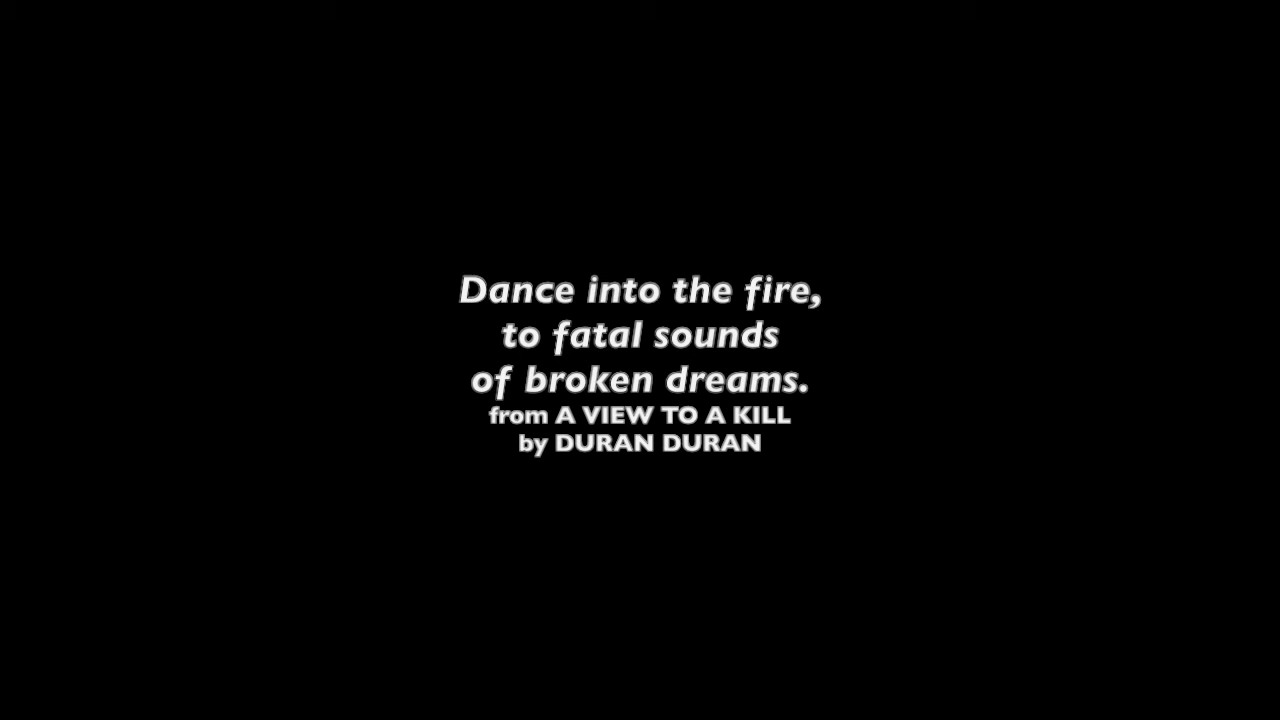 Dance into the fire,
to fatal sounds
of broken dreams.
from A VIEW TO A KILL
by DURAN DURAN